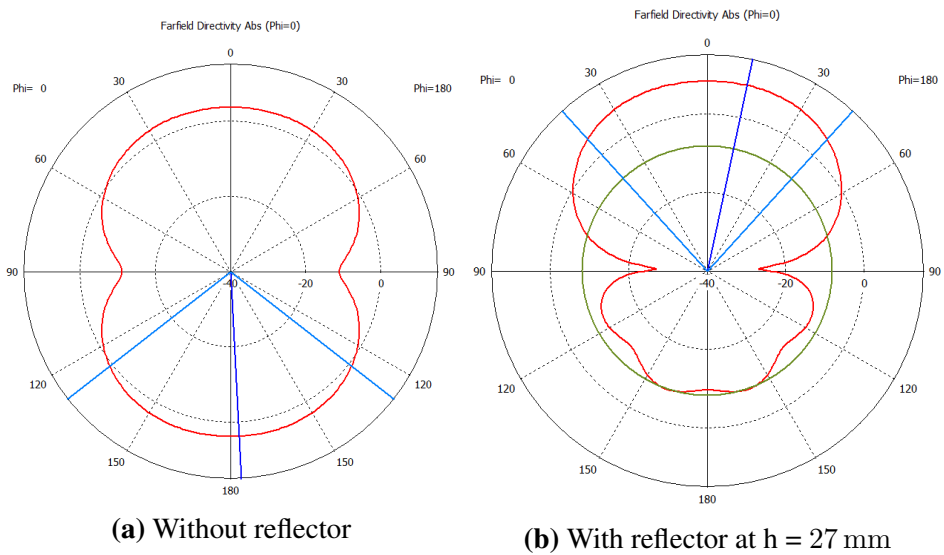 Farfield Directivity Abs (Phi=0)
0
30 30
Phi= 0 Phi=180
60 60
90 -40 -20 0 90
120 120
150 150
180
(a) Without reflector
Farfield Directivity Abs (Phi=0)
0
30 30
Phi= 0 Phi=180
60 60
90 -40 -20 0 90
120 120
150 150
180
(b) With reflector at h = 27 mm